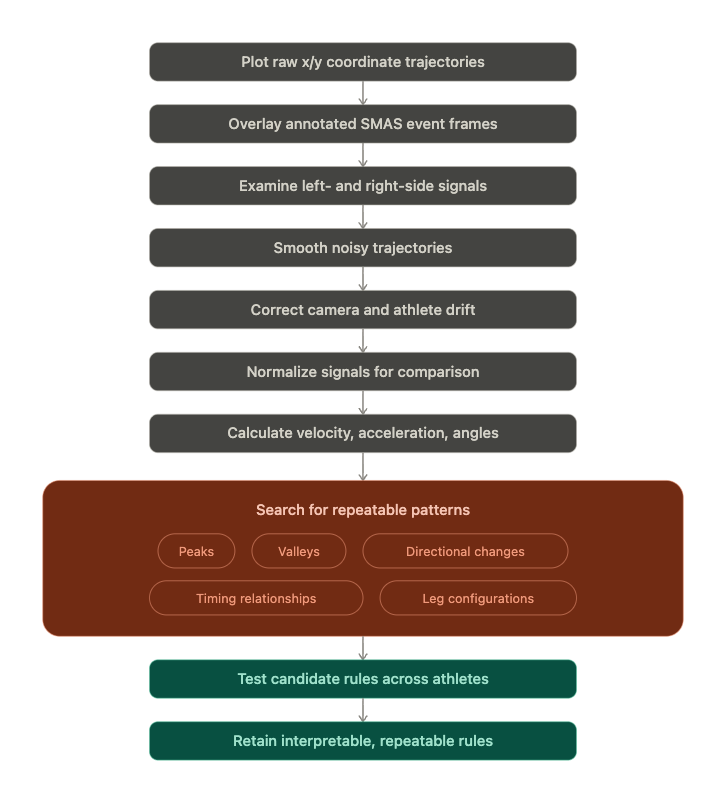 Plot raw x/y coordinate trajectories
Overlay annotated SMAS event frames
Examine left- and right-side signals
Smooth noisy trajectories
Correct camera and athlete drift
Normalize signals for comparison
Calculate velocity, acceleration, angles
Search for repeatable patterns
Peaks
Valleys
Directional changes
Timing relationships
Leg configurations
Test candidate rules across athletes
Retain interpretable, repeatable rules